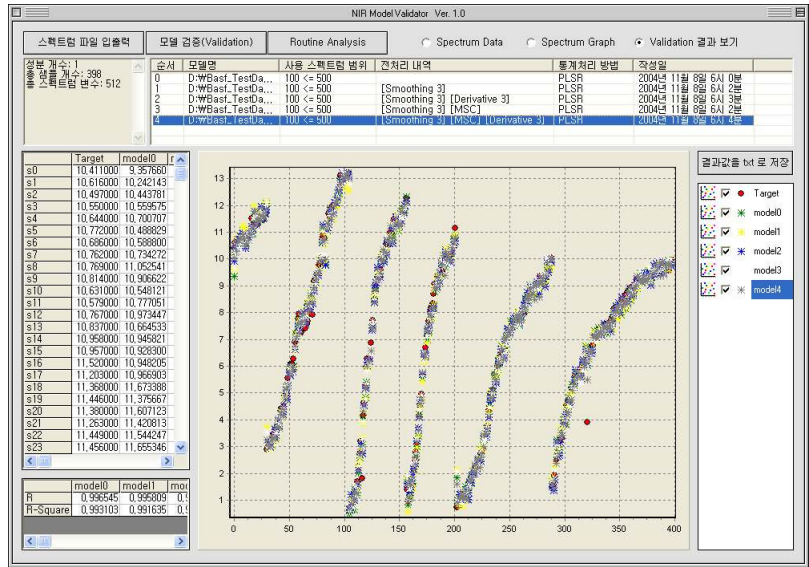 NIR Model Validator Ver. 1.0
스펙트럼 파일 입출력 모델 검증(Validation) Routine Analysis Spectrum Data Spectrum Graph Validation 결과 보기
성분 개수: 1
총 샘플 개수: 398
총 스펙트럼 변수: 512
순서 모델명 사용 스펙트럼 범위 전처리 내역 통계처리 방법 작성일
0 D:₩Basf_TestDa,,, 100 <= 500 PLSR 2004년 11월 8일 6시 0분
1 D:₩Basf_TestDa,,, 100 <= 500 [Smoothing 3] PLSR 2004년 11월 8일 6시 2분
2 D:₩Basf_TestDa,,, 100 <= 500 [Smoothing 3] [Derivative 3] PLSR 2004년 11월 8일 6시 3분
3 D:₩Basf_TestDa,,, 100 <= 500 [Smoothing 3] [MSC] PLSR 2004년 11월 8일 6시 2분
4 D:₩Basf_TestDa,,, 100 <= 500 [Smoothing 3] [MSC] [Derivative 3] PLSR 2004년 11월 8일 6시 4분
Target model0
s0 10,411000 9,357660
s1 10,616000 10,242143
s2 10,497000 10,443781
s3 10,550000 10,559575
s4 10,644000 10,700707
s5 10,772000 10,488829
s6 10,686000 10,588800
s7 10,762000 10,734272
s8 10,769000 11,052541
s9 10,814000 10,906622
s10 10,631000 10,548121
s11 10,579000 10,777051
s12 10,767000 10,973447
s13 10,837000 10,664533
s14 10,958000 10,945821
s15 10,957000 10,928300
s16 11,520000 10,948205
s17 11,203000 10,966903
s18 11,368000 11,673388
s19 11,446000 11,375667
s20 11,380000 11,607123
s21 11,263000 11,420813
s22 11,449000 11,544247
s23 11,456000 11,655346
model0 model1
R 0,996545 0,995809
R-Square 0,993103 0,991635
13
12
11
10
9
8
7
6
5
4
3
2
1
0 50 100 150 200 250 300 350 400
결과값을 txt 로 저장
Target
model0
model1
model2
model3
model4